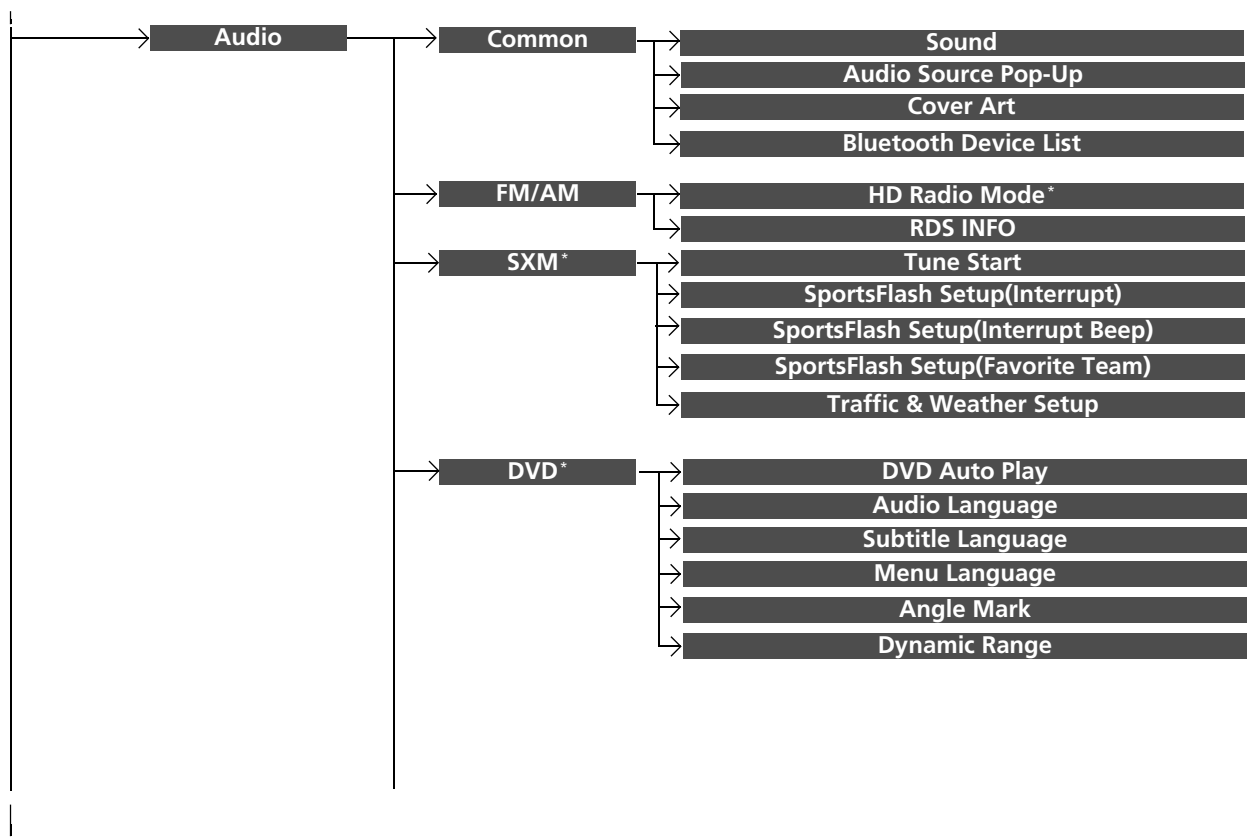 Audio
Common
Sound
Audio Source Pop-Up
Cover Art
Bluetooth Device List
FM/AM
HD Radio Mode*
RDS INFO
SXM*
Tune Start
SportsFlash Setup(Interrupt)
SportsFlash Setup(Interrupt Beep)
SportsFlash Setup(Favorite Team)
Traffic & Weather Setup
DVD*
DVD Auto Play
Audio Language
Subtitle Language
Menu Language
Angle Mark
Dynamic Range